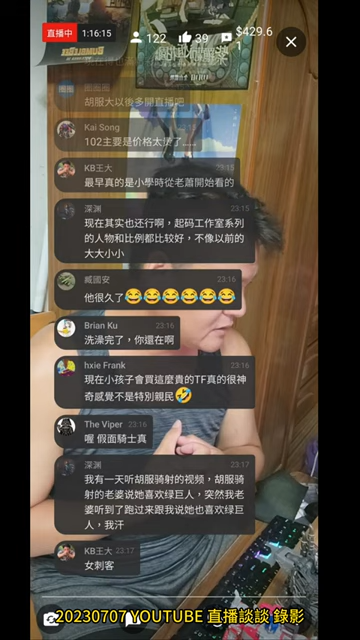 直播中
1:16:15
122
39
$429.6
1
胡服大以後多開直播吧
Kai Song
102主要是价格太贵了......
KB王大 23:15
最早真的是小學時從老蕭開始看的
深渊 23:15
现在其实也还行啊，起码工作室系列
的人物和比例都比较好，不像以前的
大大小小
臧國安 23:16
他很久了😂😂😂😂😂😂
Brian Ku 23:16
洗澡完了，你還在啊
hxie Frank 23:16
現在小孩子會買這麼貴的TF真的很神
奇感覺不是特別親民🤣
The Viper 23:16
喔 假面騎士真
深渊 23:17
我有一天听胡服骑射的视频，胡服骑
射的老婆说她喜欢绿巨人，突然我老
婆听到了跑过来跟我说她也喜欢绿巨
人，我汗
KB王大 23:17
女刺客
20230707 YOUTUBE 直播談談 錄影